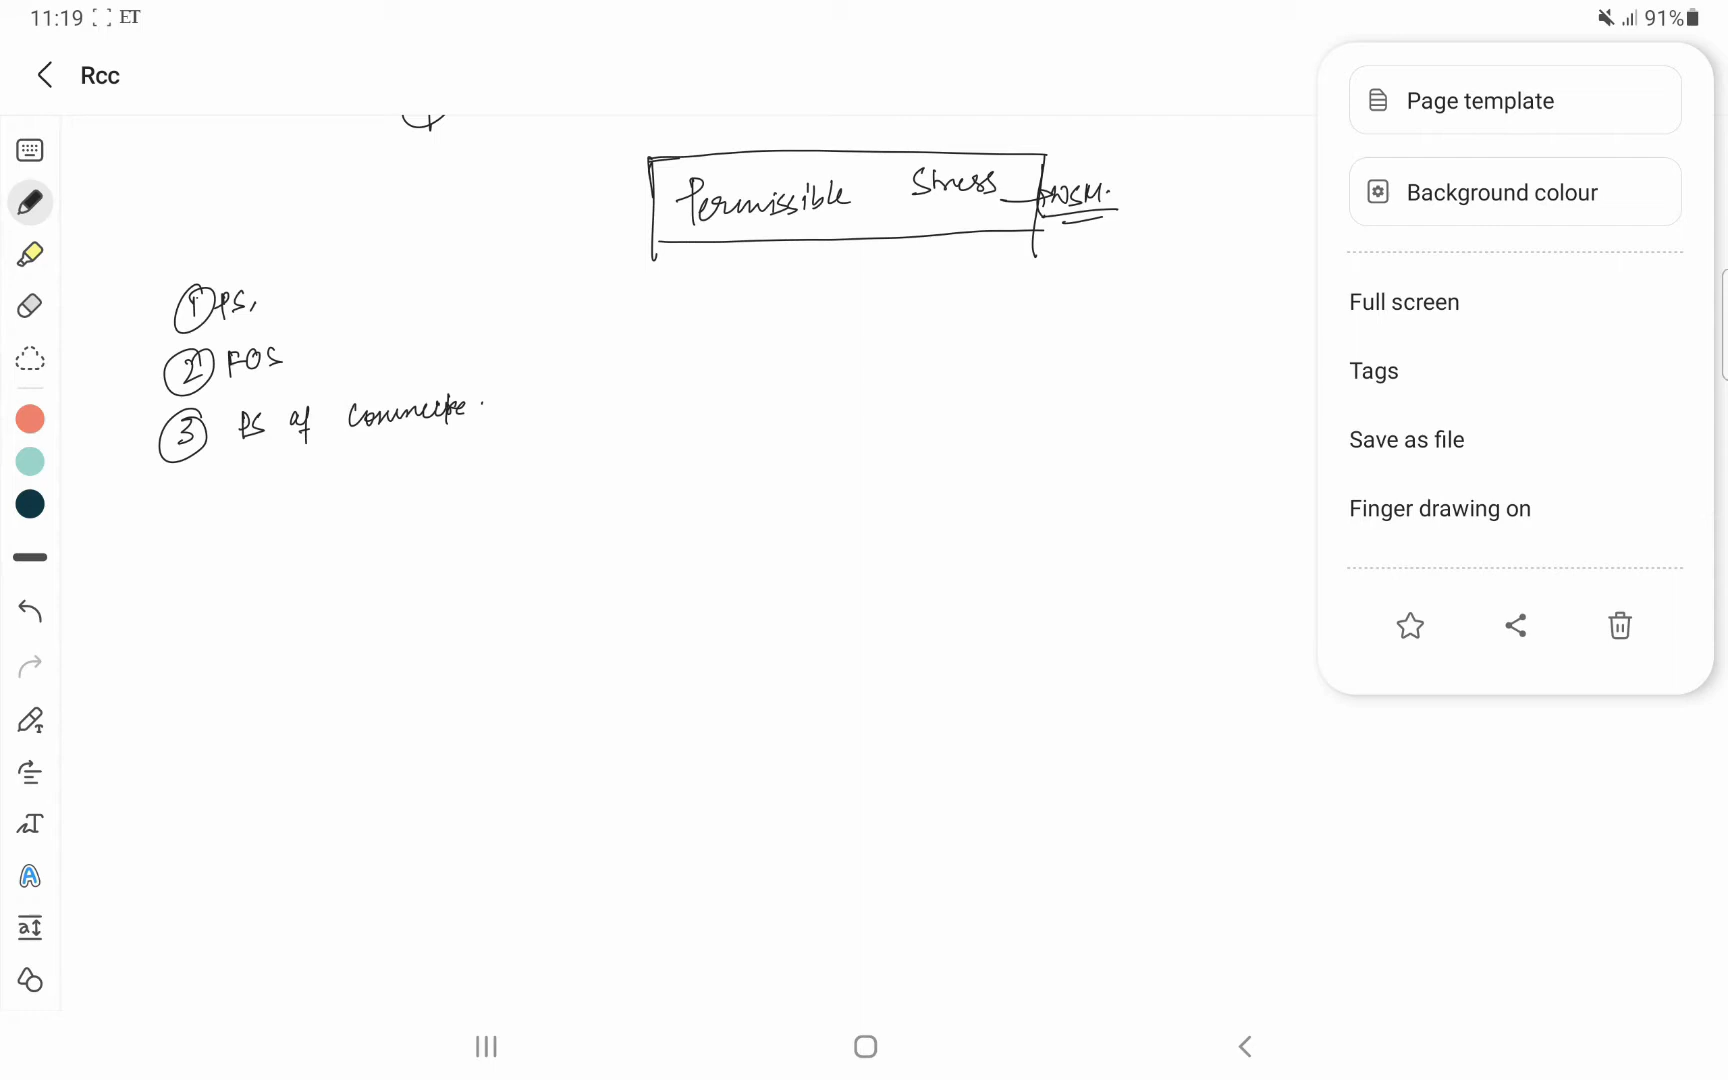 11:19 ET 91%
Rcc
Page template
Background colour
Full screen
Tags
Save as file
Finger drawing on
Permissible Stress → WSM.
① PS,
② FOS
③ PS of Concrete.